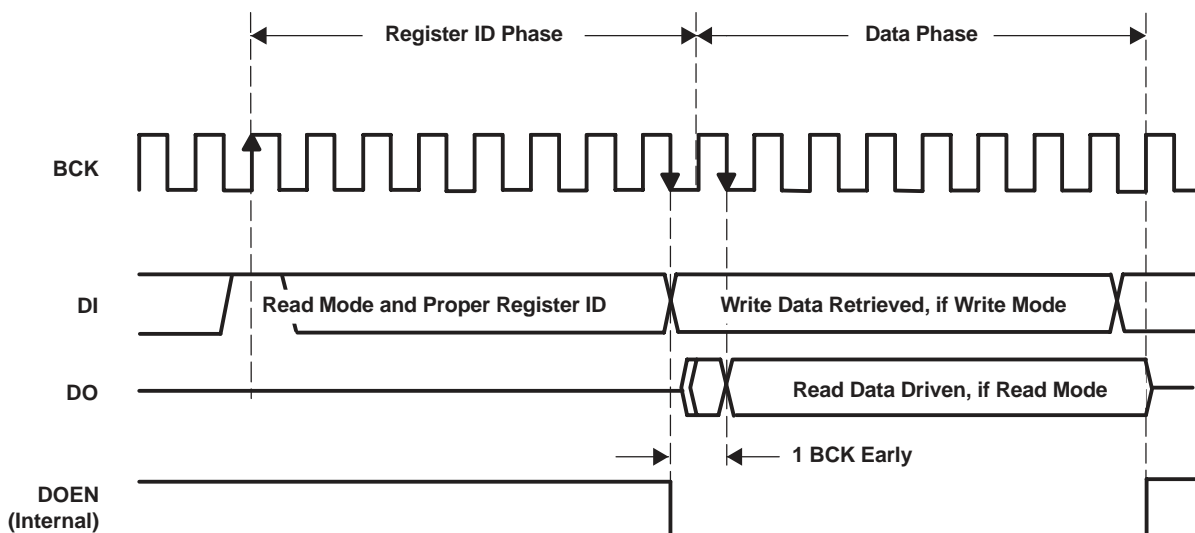 Register ID Phase
Data Phase
BCK
DI
Read Mode and Proper Register ID
Write Data Retrieved, if Write Mode
DO
Read Data Driven, if Read Mode
1 BCK Early
DOEN
(Internal)